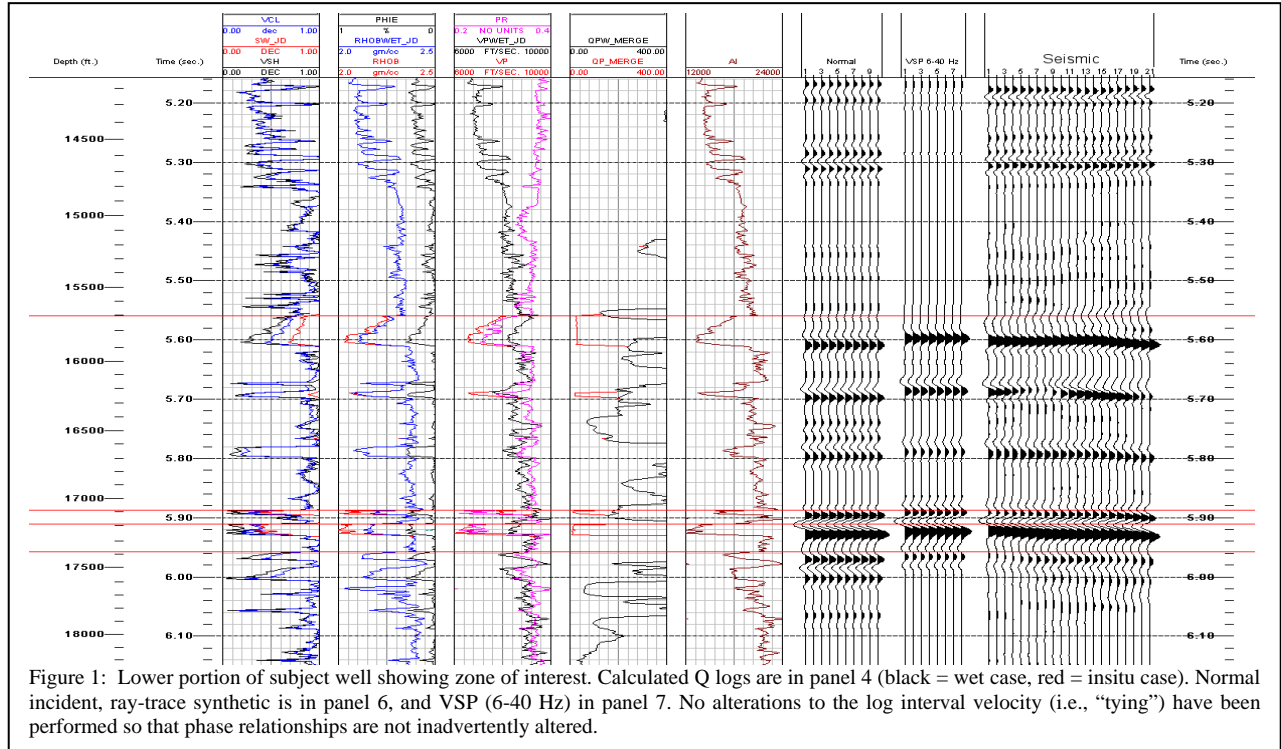 VCL
0.00 dec 1.00
SW_JD
0.00 DEC 1.00
VSH
0.00 DEC 1.00
PHIE
1 % 0
RHOBWET_JD
2.0 gm/cc 2.5
RHOB
2.0 gm/cc 2.5
PR
0.2 NO UNITS 0.4
VPWET_JD
6000 FT/SEC. 10000
VP
6000 FT/SEC. 10000
QPW_MERGE
0.00 400.00
QP_MERGE
0.00 400.00
AI
12000 24000
Normal
1 3 5 7 9
VSP 6-40 Hz
1 3 5 7
Seismic
1 3 5 7 9 11 13 15 17 19 21
Depth (ft.)
Time (sec.)
Time (sec.)
5.20 5.20
14500
5.30 5.30
15000
5.40 5.40
15500
5.50 5.50
5.60 5.60
16000
5.70 5.70
16500
5.80 5.80
17000
5.90 5.90
17500
6.00 6.00
18000
6.10 6.10
Figure 1: Lower portion of subject well showing zone of interest. Calculated Q logs are in panel 4 (black = wet case, red = insitu case). Normal
incident, ray-trace synthetic is in panel 6, and VSP (6-40 Hz) in panel 7. No alterations to the log interval velocity (i.e., “tying”) have been
performed so that phase relationships are not inadvertently altered.